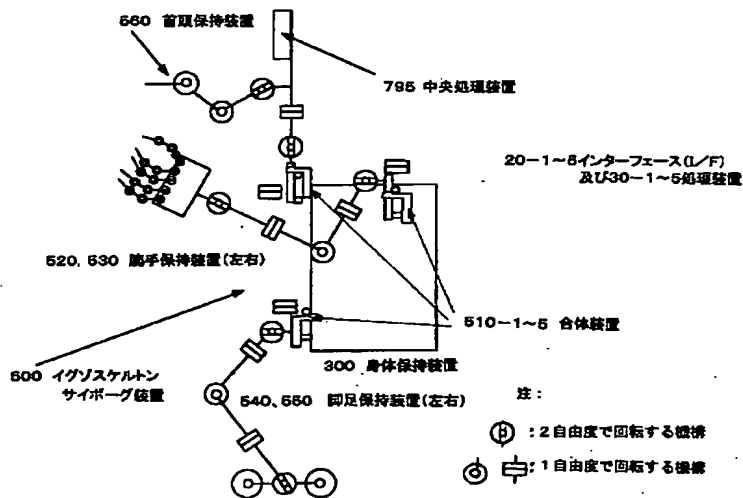 560 首頭保持装置
795 中央処理装置
20-1~5インターフェース(I/F)
及び30-1~5処理装置
520, 530 腕手保持装置(左右)
510-1~5 合体装置
300 身体保持装置
500 イグゾスケルトン
サイボーグ装置
540、550 脚足保持装置(左右)
注:
:2自由度で回転する機構
:1自由度で回転する機構